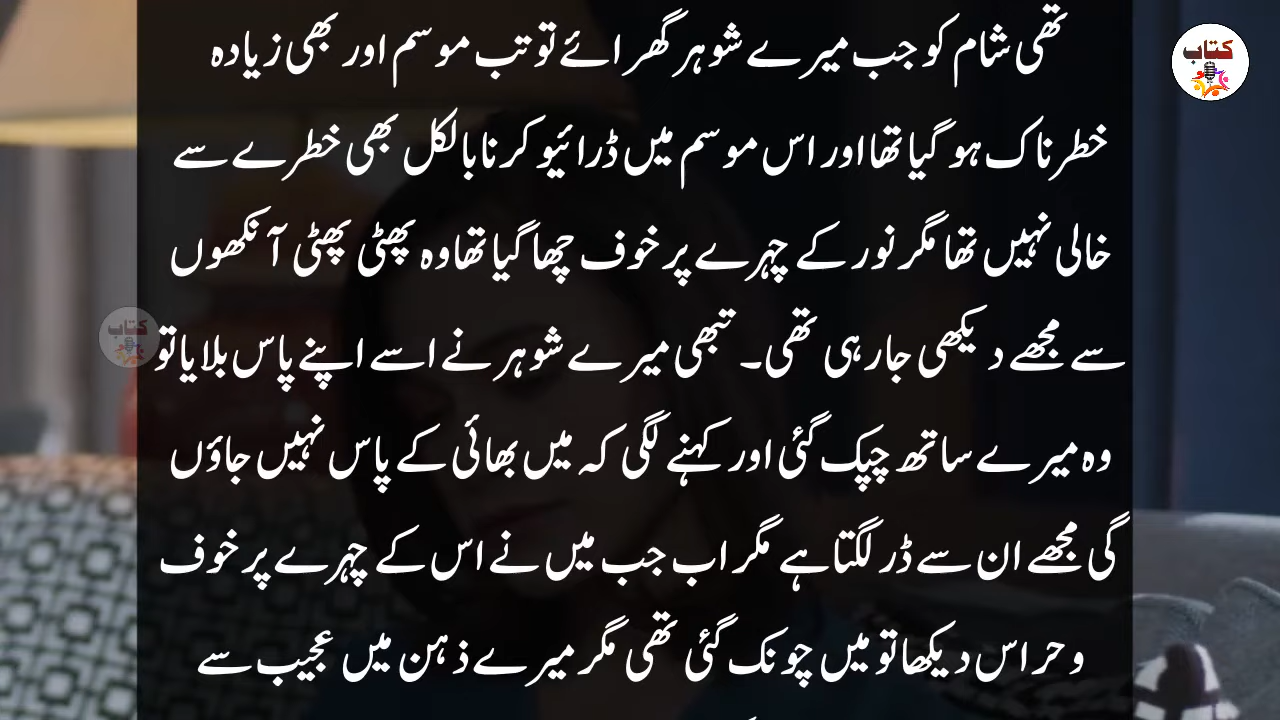 تھی شام کو جب میرے شوہر گھر ائے تو تب موسم اور بھی زیادہ
خطرناک ہو گیا تھا اور اس موسم میں ڈرائیو کرنا بالکل بھی خطرے سے
خالی نہیں تھا مگر نور کے چہرے پر خوف چھا گیا تھا وہ پھٹی پھٹی آنکھوں
سے مجھے دیکھی جا رہی تھی۔ تبھی میرے شوہر نے اسے اپنے پاس بلایا تو
وہ میرے ساتھ چپک گئی اور کہنے لگی کہ میں بھائی کے پاس نہیں جاؤں
گی مجھے ان سے ڈر لگتا ہے مگر اب جب میں نے اس کے چہرے پر خوف
و حراس دیکھا تو میں چونک گئی تھی مگر میرے ذہن میں عجیب سے
کتاب
کتاب